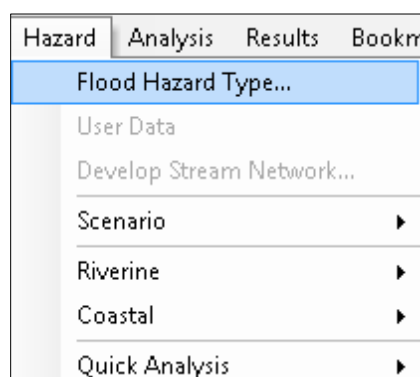 Hazard Analysis Results Bookm
Flood Hazard Type...
User Data
Develop Stream Network...
Scenario
Riverine
Coastal
Quick Analysis